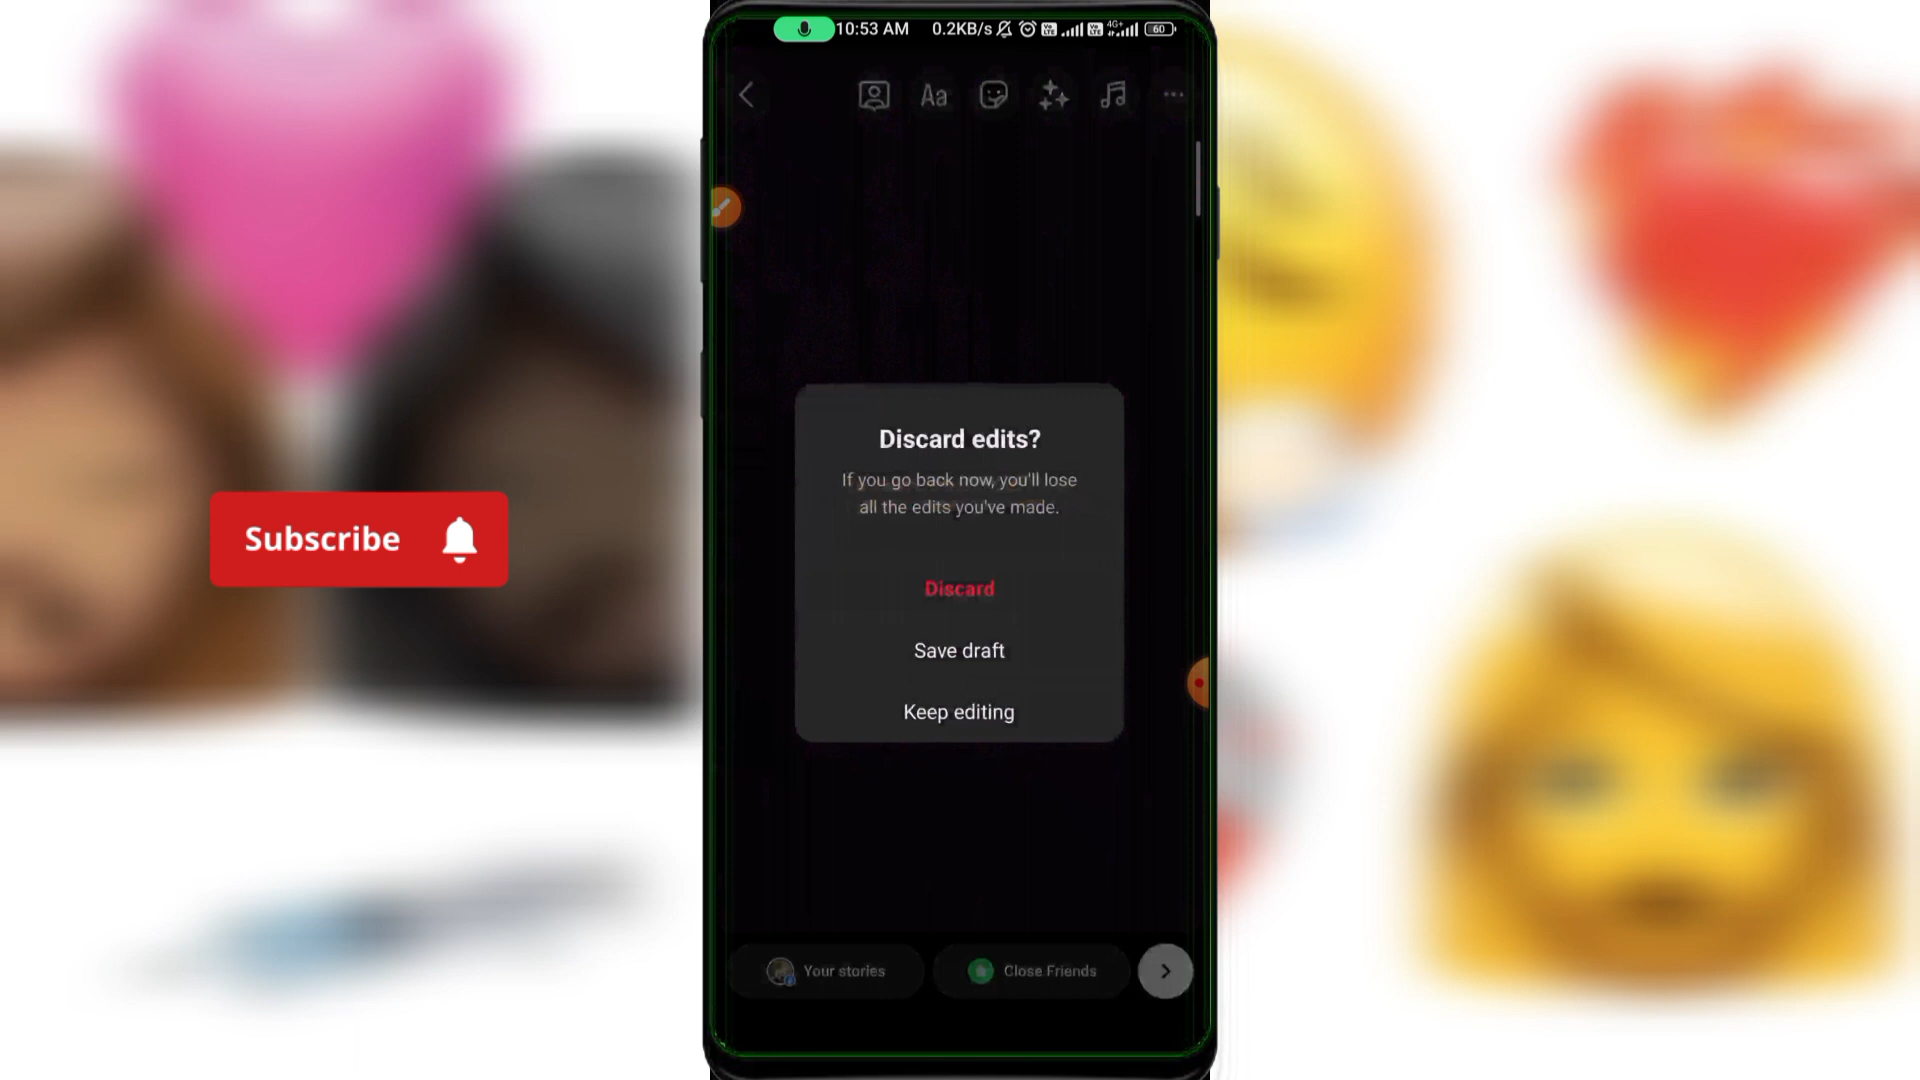 10:53 AM 0.2KB/s 4G+ 60
Aa
Discard edits?
If you go back now, you'll lose
all the edits you've made.
Discard
Save draft
Keep editing
Subscribe
Your stories Close Friends